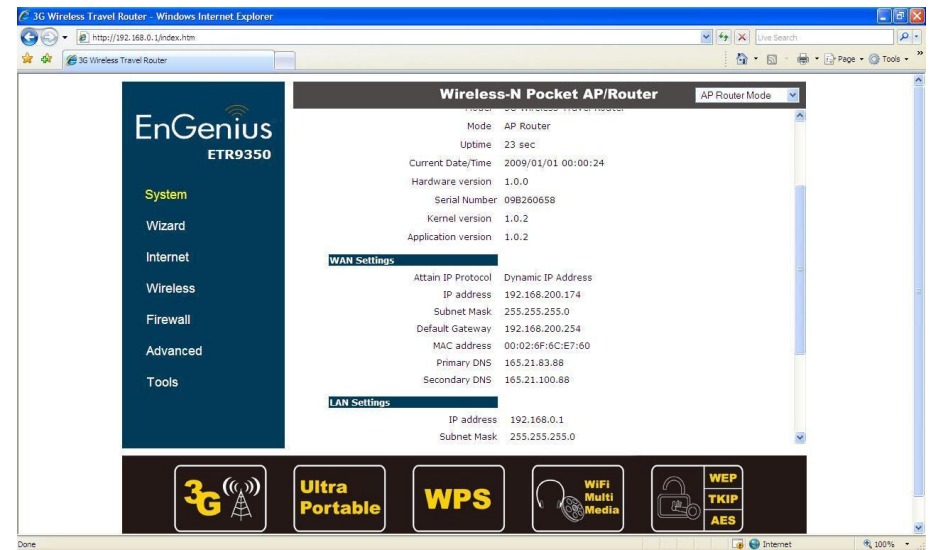 3G Wireless Travel Router - Windows Internet Explorer
http://192.168.0.1/index.htm
Live Search
3G Wireless Travel Router
Page
Tools
Wireless-N Pocket AP/Router
AP Router Mode
EnGenius
ETR9350
System
Wizard
Internet
Wireless
Firewall
Advanced
Tools
Model 3G Wireless Travel Router
Mode AP Router
Uptime 23 sec
Current Date/Time 2009/01/01 00:00:24
Hardware version 1.0.0
Serial Number 09B260658
Kernel version 1.0.2
Application version 1.0.2
WAN Settings
Attain IP Protocol Dynamic IP Address
IP address 192.168.200.174
Subnet Mask 255.255.255.0
Default Gateway 192.168.200.254
MAC address 00:02:6F:6C:E7:60
Primary DNS 165.21.83.88
Secondary DNS 165.21.100.88
LAN Settings
IP address 192.168.0.1
Subnet Mask 255.255.255.0
3G
Ultra
Portable
WPS
WiFi
Multi
Media
WEP
TKIP
AES
Done
Internet
100%